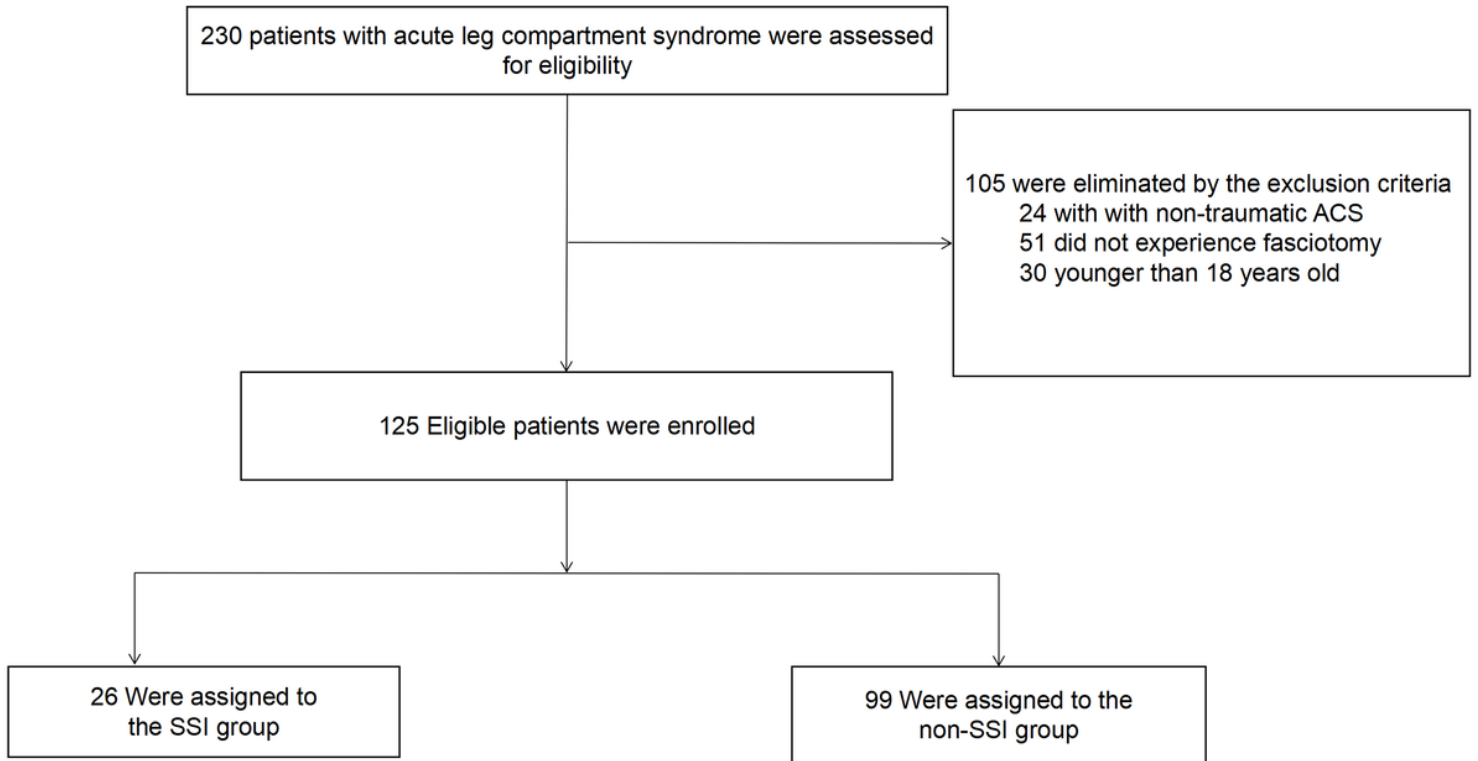 230 patients with acute leg compartment syndrome were assessed
for eligibility
105 were eliminated by the exclusion criteria
24 with with non-traumatic ACS
51 did not experience fasciotomy
30 younger than 18 years old
125 Eligible patients were enrolled
26 Were assigned to
the SSI group
99 Were assigned to the
non-SSI group